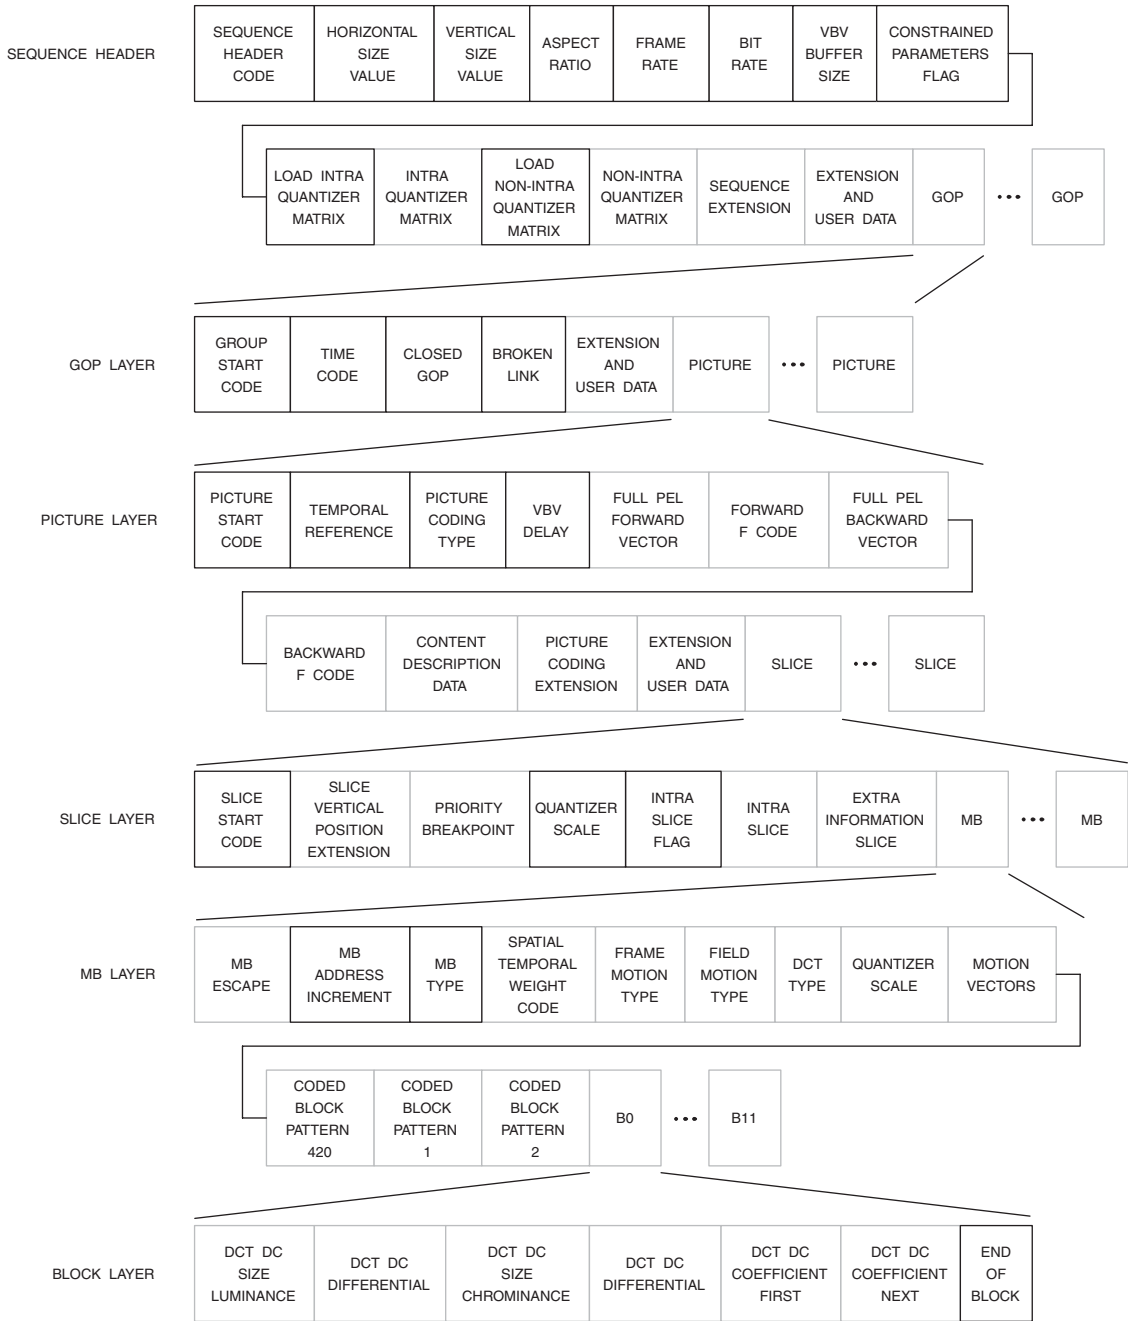 SEQUENCE HEADER
SEQUENCE
HEADER
CODE
HORIZONTAL
SIZE
VALUE
VERTICAL
SIZE
VALUE
ASPECT
RATIO
FRAME
RATE
BIT
RATE
VBV
BUFFER
SIZE
CONSTRAINED
PARAMETERS
FLAG
LOAD INTRA
QUANTIZER
MATRIX
INTRA
QUANTIZER
MATRIX
LOAD
NON-INTRA
QUANTIZER
MATRIX
NON-INTRA
QUANTIZER
MATRIX
SEQUENCE
EXTENSION
EXTENSION
AND
USER DATA
GOP
•••
GOP
GOP LAYER
GROUP
START
CODE
TIME
CODE
CLOSED
GOP
BROKEN
LINK
EXTENSION
AND
USER DATA
PICTURE
•••
PICTURE
PICTURE LAYER
PICTURE
START
CODE
TEMPORAL
REFERENCE
PICTURE
CODING
TYPE
VBV
DELAY
FULL PEL
FORWARD
VECTOR
FORWARD
F CODE
FULL PEL
BACKWARD
VECTOR
BACKWARD
F CODE
CONTENT
DESCRIPTION
DATA
PICTURE
CODING
EXTENSION
EXTENSION
AND
USER DATA
SLICE
•••
SLICE
SLICE LAYER
SLICE
START
CODE
SLICE
VERTICAL
POSITION
EXTENSION
PRIORITY
BREAKPOINT
QUANTIZER
SCALE
INTRA
SLICE
FLAG
INTRA
SLICE
EXTRA
INFORMATION
SLICE
MB
•••
MB
MB LAYER
MB
ESCAPE
MB
ADDRESS
INCREMENT
MB
TYPE
SPATIAL
TEMPORAL
WEIGHT
CODE
FRAME
MOTION
TYPE
FIELD
MOTION
TYPE
DCT
TYPE
QUANTIZER
SCALE
MOTION
VECTORS
CODED
BLOCK
PATTERN
420
CODED
BLOCK
PATTERN
1
CODED
BLOCK
PATTERN
2
B0
•••
B11
BLOCK LAYER
DCT DC
SIZE
LUMINANCE
DCT DC
DIFFERENTIAL
DCT DC
SIZE
CHROMINANCE
DCT DC
DIFFERENTIAL
DCT DC
COEFFICIENT
FIRST
DCT DC
COEFFICIENT
NEXT
END
OF
BLOCK